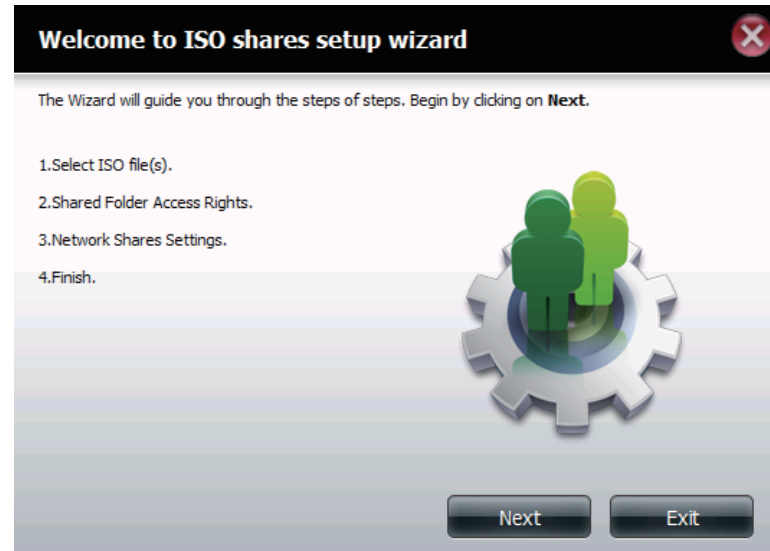 Welcome to ISO shares setup wizard
The Wizard will guide you through the steps of steps. Begin by clicking on Next.
1.Select ISO file(s).
2.Shared Folder Access Rights.
3.Network Shares Settings.
4.Finish.
Next
Exit